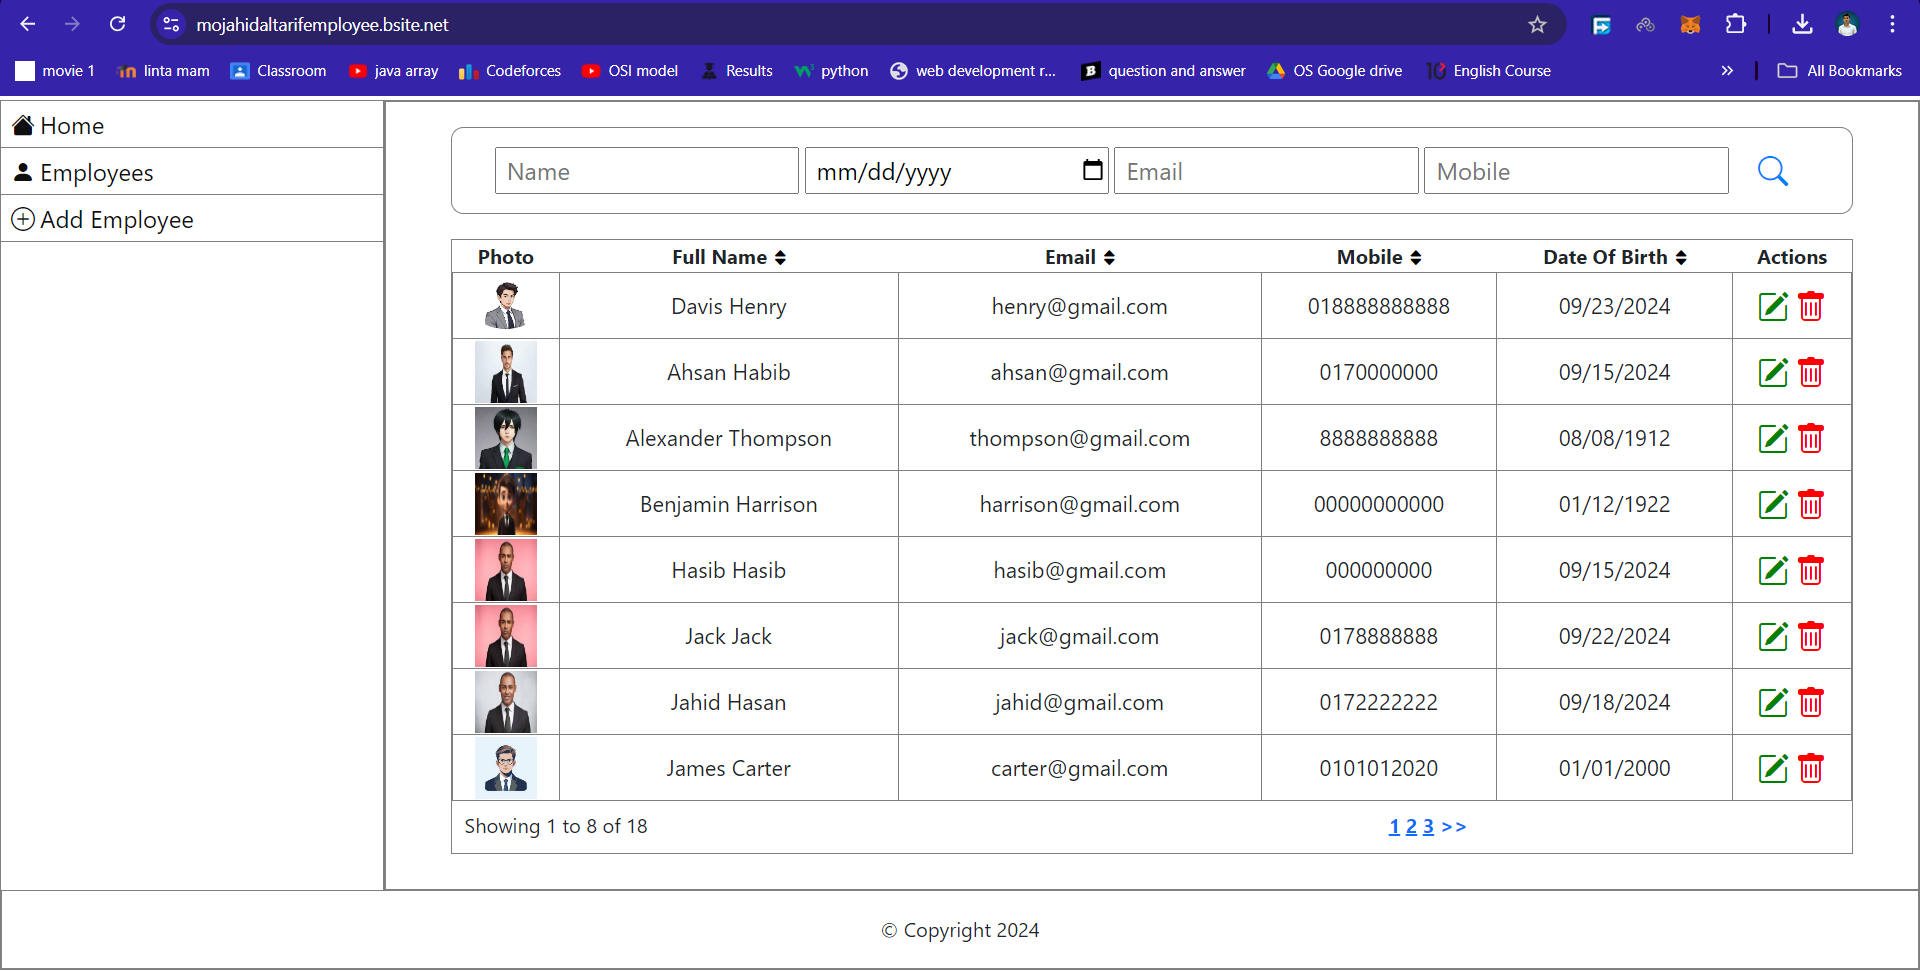 mojahidaltarifemployee.bsite.net
movie 1 linta mam Classroom java array Codeforces OSI model Results python web development r... question and answer OS Google drive English Course » All Bookmarks
Home
Employees
Add Employee
Name mm/dd/yyyy Email Mobile
Photo Full Name Email Mobile Date Of Birth Actions
Davis Henry henry@gmail.com 018888888888 09/23/2024
Ahsan Habib ahsan@gmail.com 0170000000 09/15/2024
Alexander Thompson thompson@gmail.com 8888888888 08/08/1912
Benjamin Harrison harrison@gmail.com 00000000000 01/12/1922
Hasib Hasib hasib@gmail.com 000000000 09/15/2024
Jack Jack jack@gmail.com 0178888888 09/22/2024
Jahid Hasan jahid@gmail.com 0172222222 09/18/2024
James Carter carter@gmail.com 0101012020 01/01/2000
Showing 1 to 8 of 18 1 2 3 >>
© Copyright 2024